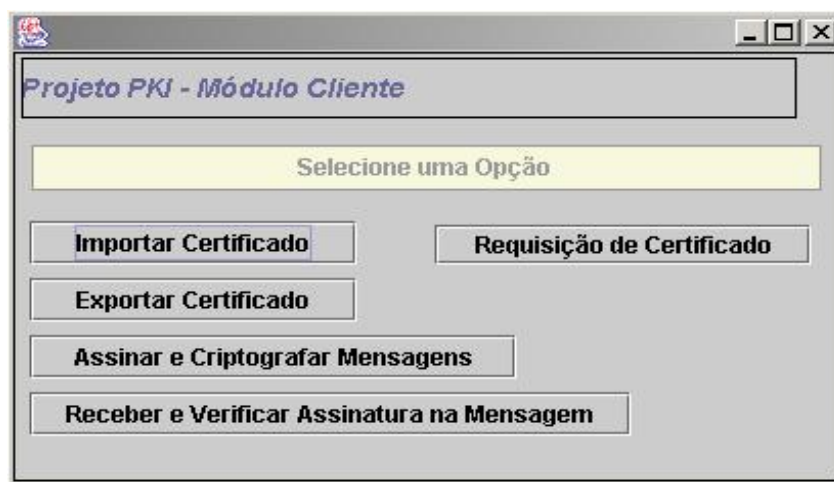 Projeto PKI - Módulo Cliente
Selecione uma Opção
Importar Certificado
Requisição de Certificado
Exportar Certificado
Assinar e Criptografar Mensagens
Receber e Verificar Assinatura na Mensagem